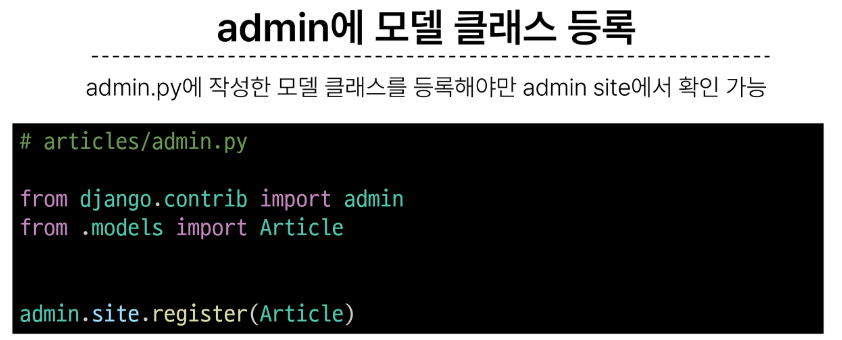 admin에 모델 클래스 등록
admin.py에 작성한 모델 클래스를 등록해야만 admin site에서 확인 가능
# articles/admin.py
from django.contrib import admin
from .models import Article
admin.site.register(Article)